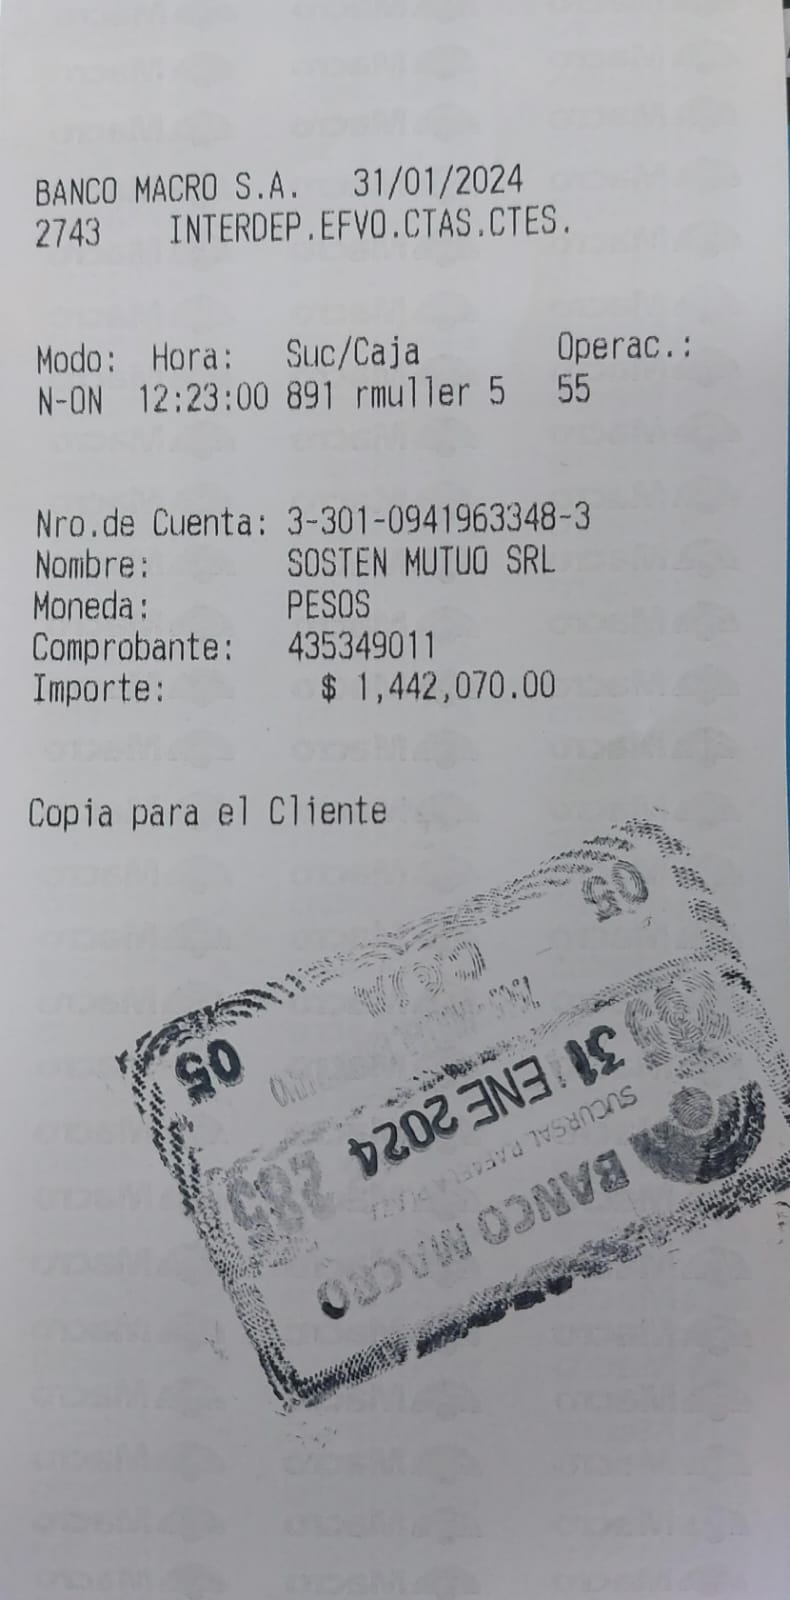 BANCO MACRO S.A. 31/01/2024
2743 INTERDEP.EFVO.CTAS.CTES.
Modo: Hora: Suc/Caja Operac.:
N-ON 12:23:00 891 rmuller 5 55
Nro.de Cuenta: 3-301-0941963348-3
Nombre: SOSTEN MUTUO SRL
Moneda: PESOS
Comprobante: 435349011
Importe: $ 1,442,070.00
Copia para el Cliente
BANCO MACRO
SUCURSAL RAFAELA
31 ENE 2024
05
CAJA
05